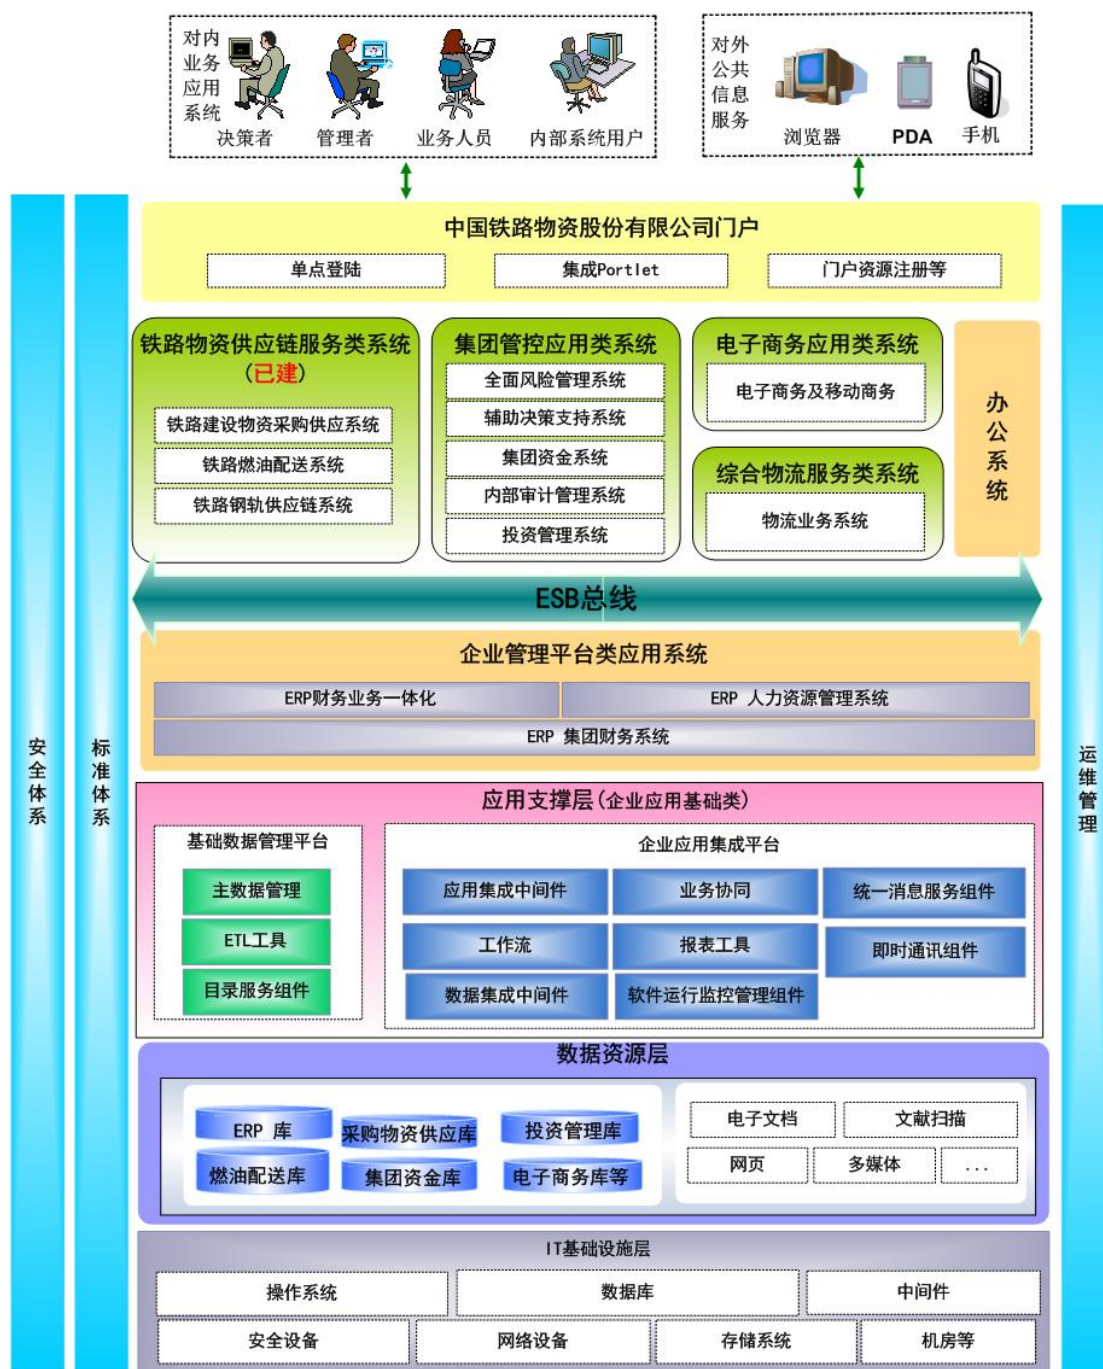 对内
业务
应用
系统
决策者
管理者
业务人员
内部系统用户
对外
公共
信息
服务
浏览器
PDA
手机
中国铁路物资股份有限公司门户
单点登陆
集成Portlet
门户资源注册等
铁路物资供应链服务类系统
(已建)
铁路建设物资采购供应系统
铁路燃油配送系统
铁路钢轨供应链系统
集团管控应用类系统
全面风险管理系统
辅助决策支持系统
集团资金系统
内部审计管理系统
投资管理系统
电子商务应用类系统
电子商务及移动商务
综合物流服务类系统
物流业务系统
办公系统
ESB总线
企业管理平台类应用系统
ERP财务业务一体化
ERP 人力资源管理系统
ERP 集团财务系统
安全体系
标准体系
运维管理
应用支撑层(企业应用基础类)
基础数据管理平台
主数据管理
ETL工具
目录服务组件
企业应用集成平台
应用集成中间件
业务协同
统一消息服务组件
工作流
报表工具
即时通讯组件
数据集成中间件
软件运行监控管理组件
数据资源层
ERP 库
采购物资供应库
投资管理库
燃油配送库
集团资金库
电子商务库等
电子文档
文献扫描
网页
多媒体
...
IT基础设施层
操作系统
数据库
中间件
安全设备
网络设备
存储系统
机房等